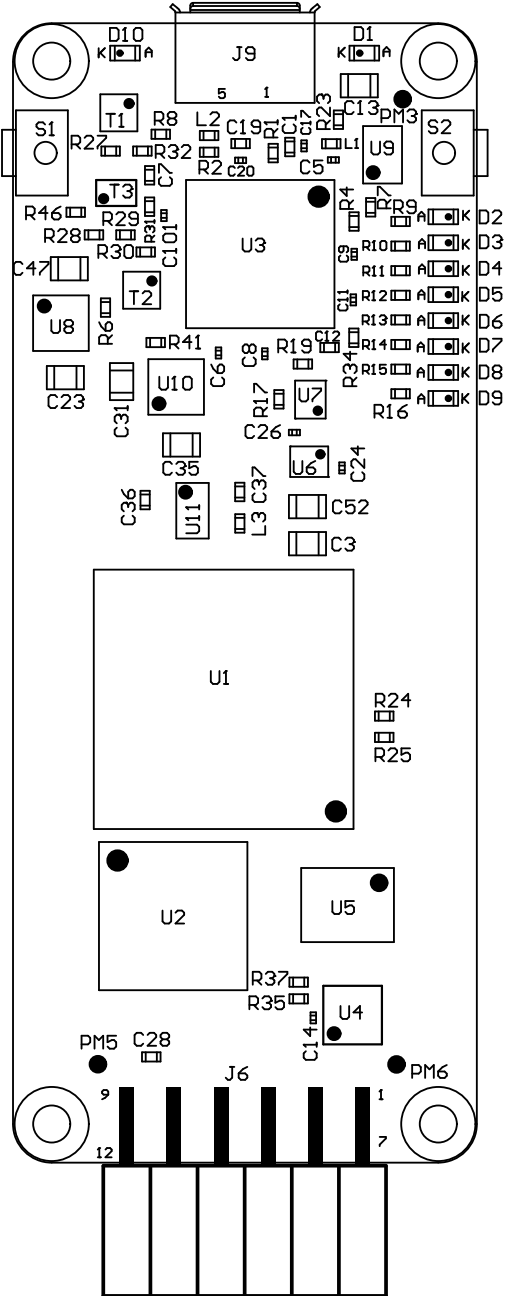 D10 D1
K A K A
J9
5 1
C13
T1 PM3
R23
S1 S2
R8 L2 C19 R1 C1 C17 L1 U9
R27 R32 R2 C20 C5
C7
T3 R4 R7
R46 R29 R31 C101 U3 R9 A K D2
R28 R10 A K D3
R30 C9
C47 R11 A K D4
T2 C11 R12 A K D5
U8 R6 R13 A K D6
R41 C6 C8 C12 R34 R14 A K D7
R19 R15 A K D8
U10 R17 U7 R16 A K D9
C23 C31
C26
C35 U6 C24
C36 U11 C37 C52
L3 C3
U1
R24
R25
U2 U5
R37
R35
C14 U4
PM5 C28 J6 PM6
9 1
12 7